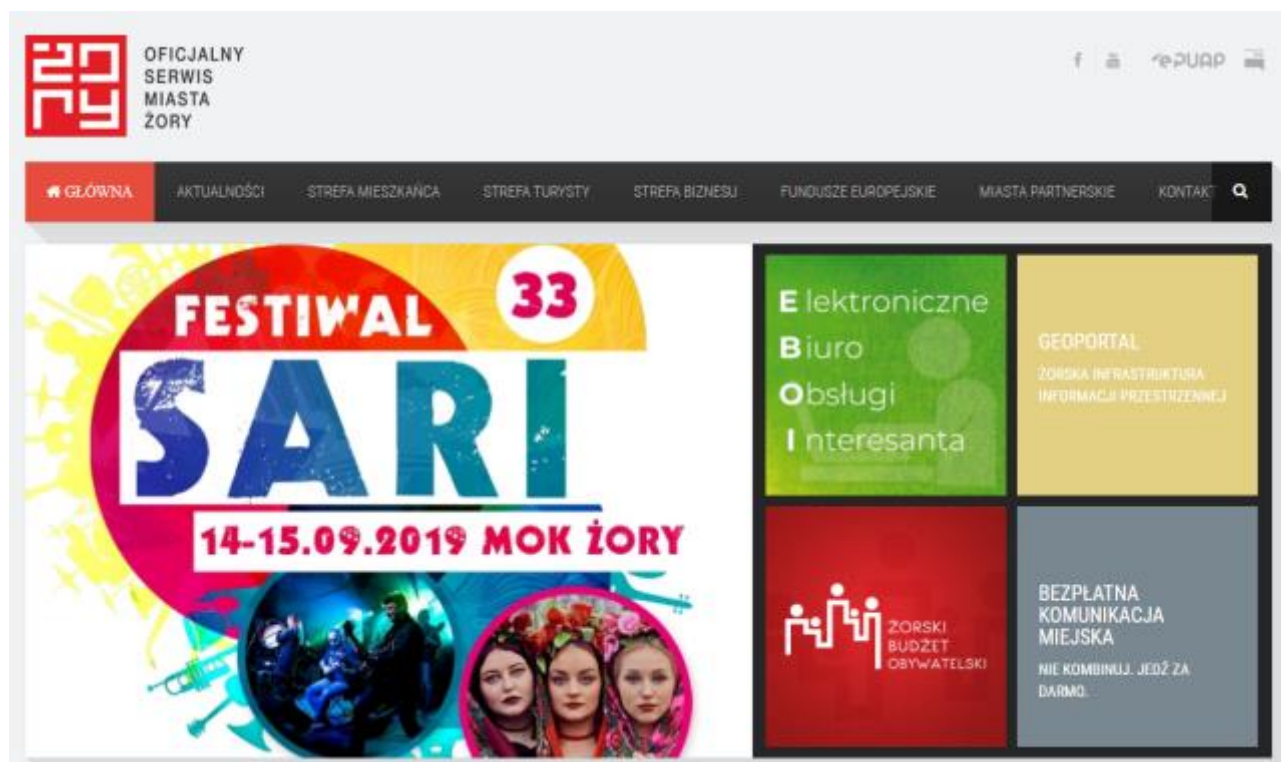 żory
OFICJALNY
SERWIS
MIASTA
ŻORY
f
ePUAP
GŁÓWNA
AKTUALNOŚCI
STREFA MIESZKAŃCA
STREFA TURYSTY
STREFA BIZNESU
FUNDUSZE EUROPEJSKIE
MIASTA PARTNERSKIE
KONTAKT
FESTIWAL
33
SARI
14-15.09.2019 MOK ŻORY
Elektroniczne
Biuro
Obsługi
Interesanta
GEOPORTAL
ŻORSKA INFRASTRUKTURA
INFORMACJI PRZESTRZENNEJ
ŻORSKI
BUDŻET
OBYWATELSKI
BEZPŁATNA
KOMUNIKACJA
MIEJSKA
NIE KOMBINUJ. JEDŹ ZA
DARMO.